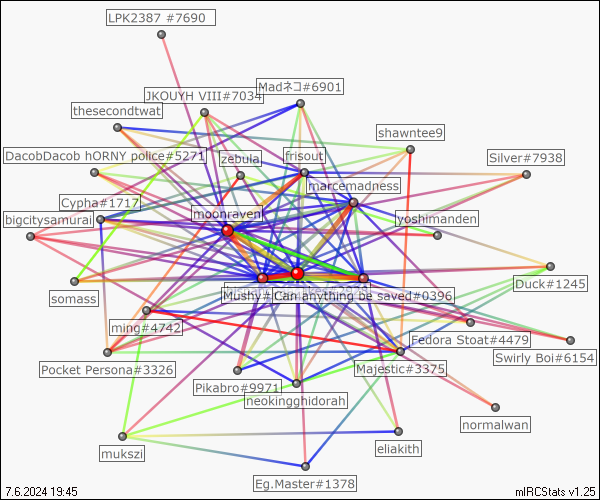 LPK2387 #7690
Madネコ#6901
JKOUYH VIII#7034
thesecondtwat
shawntee9
DacobDacob hORNY police#5271
zebula
frisout
Silver#7938
marcemadness
Cypha#1717
moonraven
bigcitysamurai
yoshimanden
somass
Mushy#
Can anything be saved#0396
Duck#1245
ming#4742
Fedora Stoat#4479
Swirly Boi#6154
Pocket Persona#3326
Majestic#3375
Pikabro#9971
neokingghidorah
normalwan
mukszi
eliakith
Eg.Master#1378
7.6.2024 19:45
mIRCStats v1.25